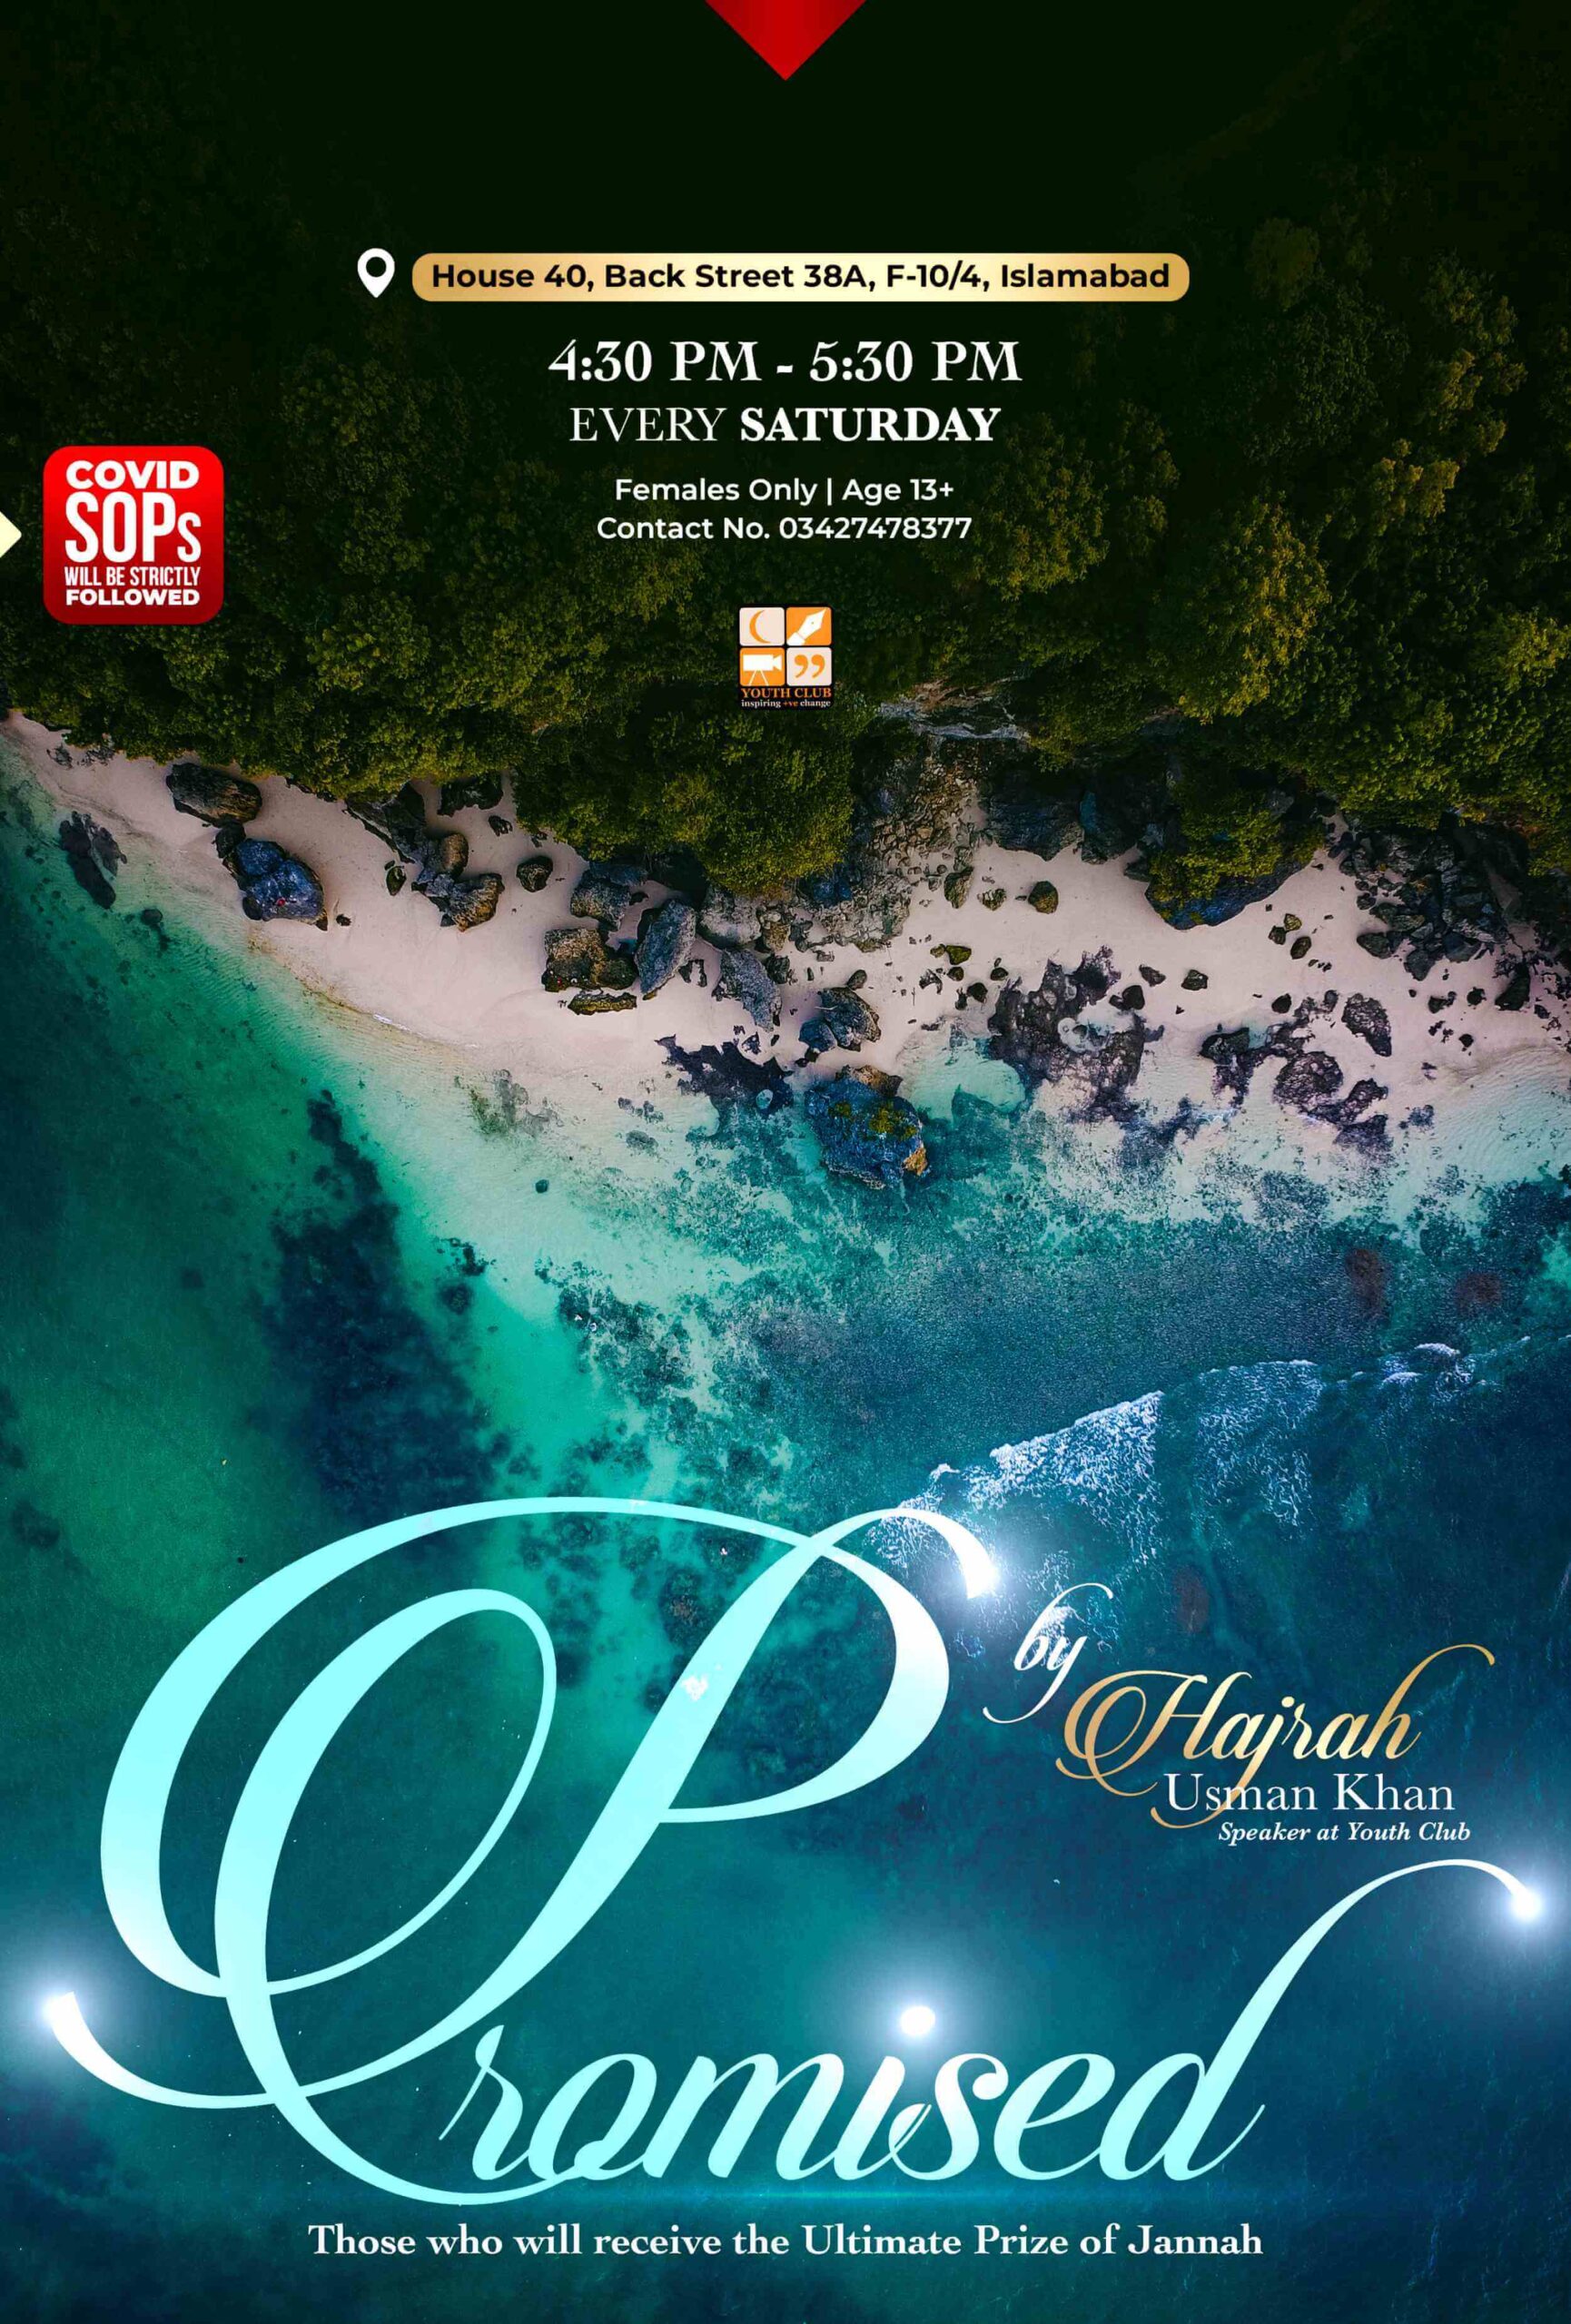 House 40, Back Street 38A, F-10/4, Islamabad
4:30 PM - 5:30 PM
EVERY SATURDAY
Females Only | Age 13+
Contact No. 03427478377
COVID
SOPs
WILL BE STRICTLY
FOLLOWED
YOUTH CLUB
inspiring +ve change
Promised
by
Hajrah
Usman Khan
Speaker at Youth Club
Those who will receive the Ultimate Prize of Jannah